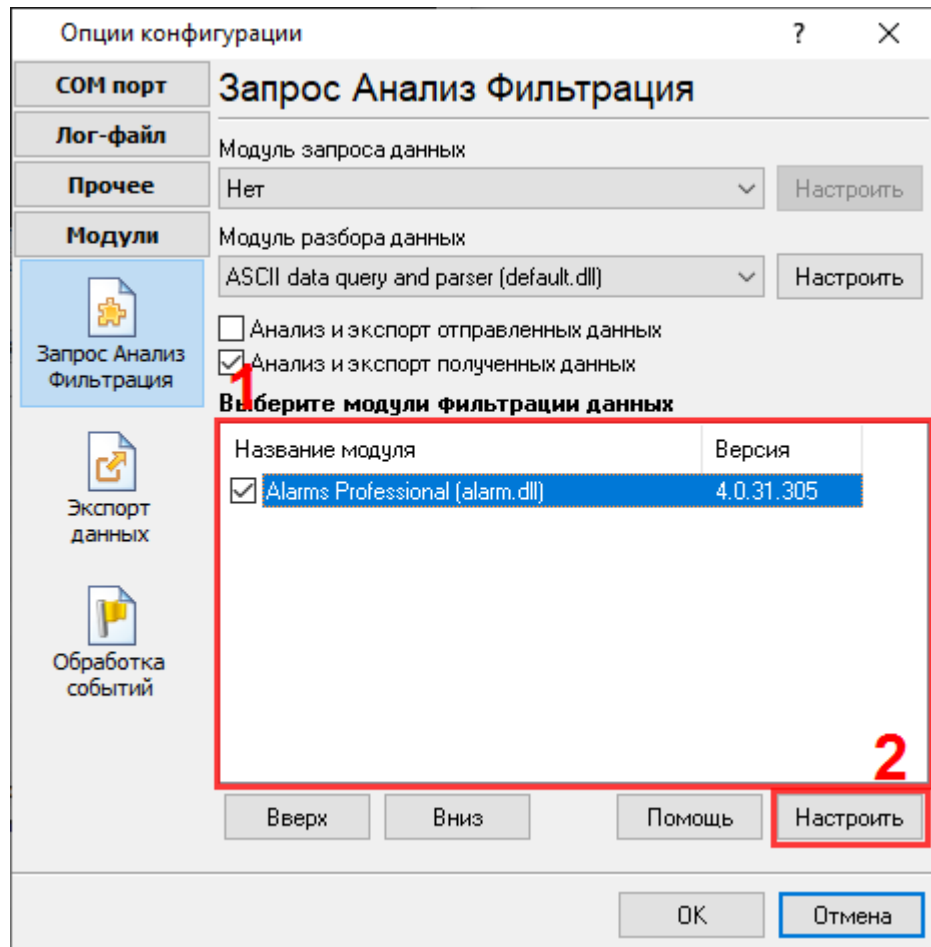 Опции конфигурации
?
COM порт
Лог-файл
Прочее
Модули
Запрос Анализ
Фильтрация
Экспорт
данных
Обработка
событий
Запрос Анализ Фильтрация
Модуль запроса данных
Нет
Настроить
Модуль разбора данных
ASCII data query and parser (default.dll)
Настроить
Анализ и экспорт отправленных данных
Анализ и экспорт полученных данных
1
Выберите модули фильтрации данных
Название модуля Версия
Alarms Professional (alarm.dll) 4.0.31.305
2
Вверх Вниз Помощь Настроить
OK Отмена